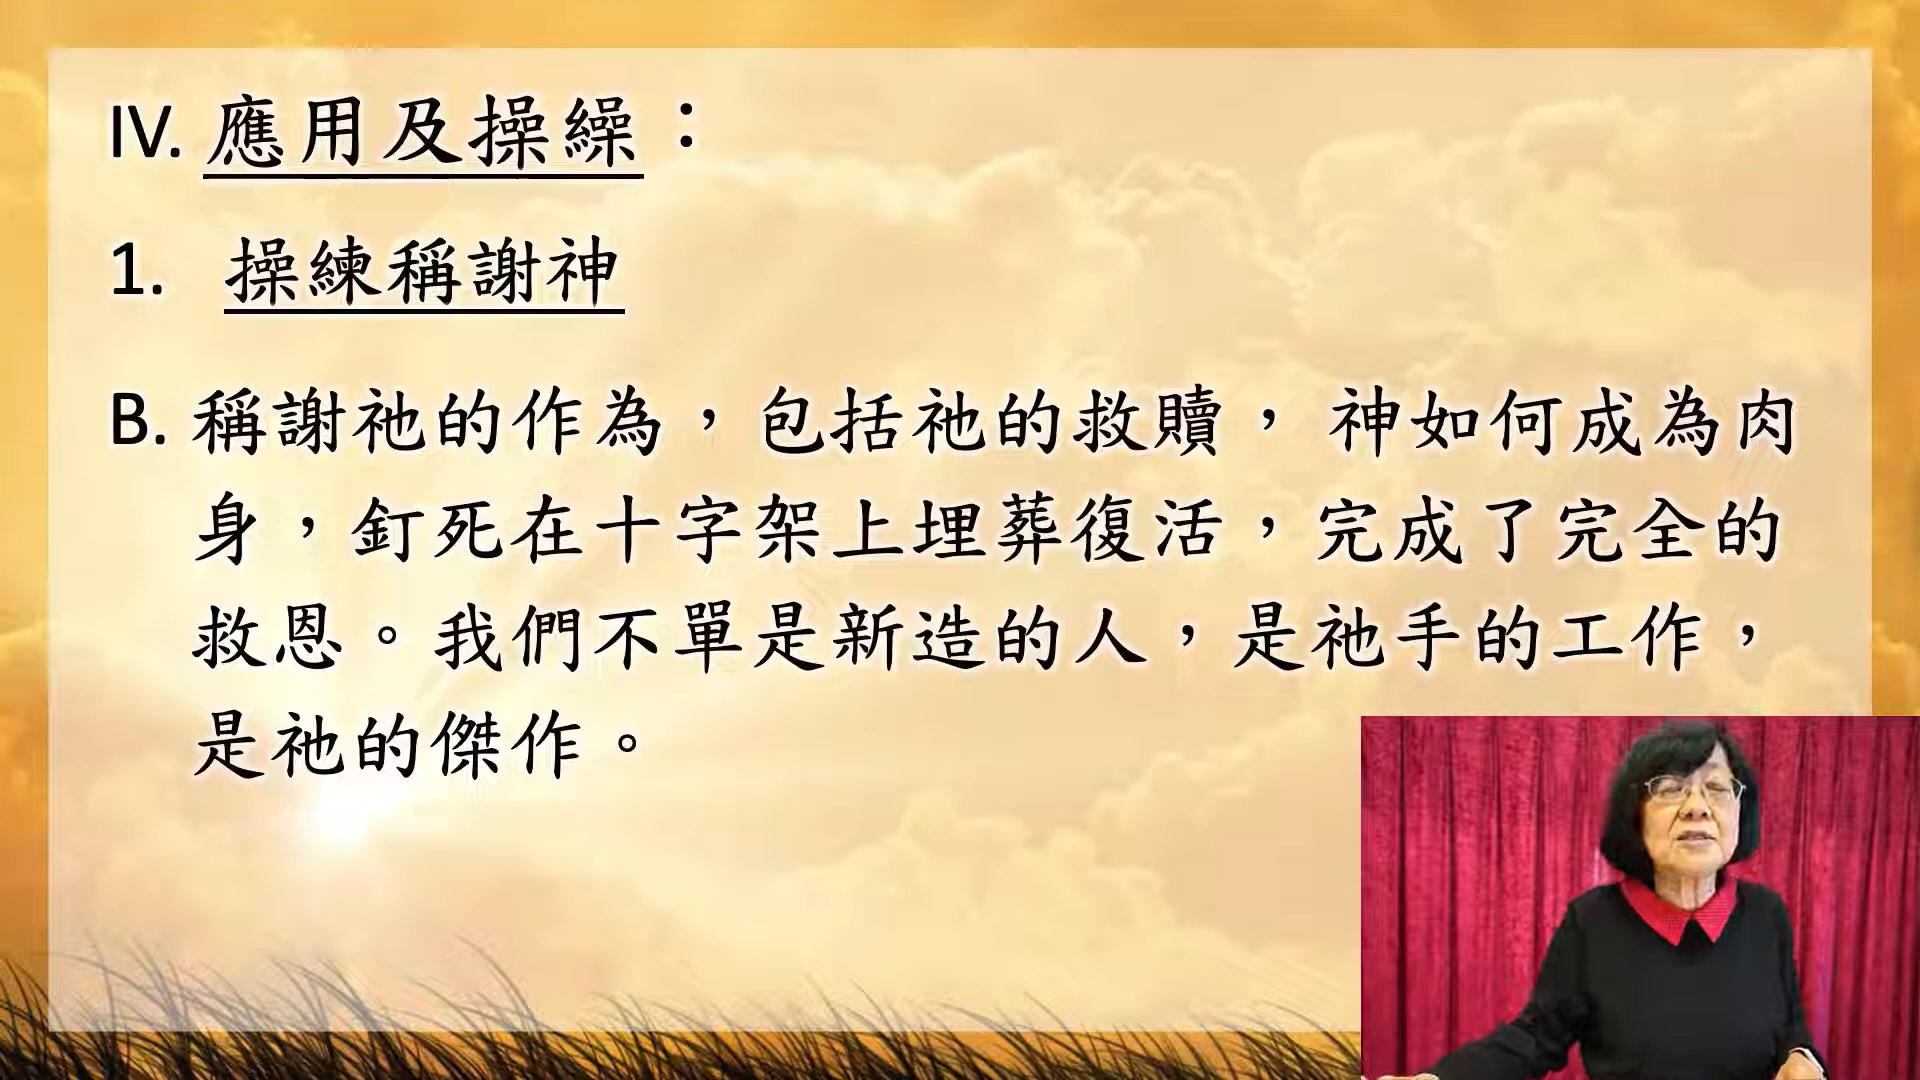 IV. 應用及操繰：
1. 操練稱謝神
B. 稱謝祂的作為，包括祂的救贖， 神如何成為肉
身，釘死在十字架上埋葬復活，完成了完全的
救恩。我們不單是新造的人，是祂手的工作，
是祂的傑作。